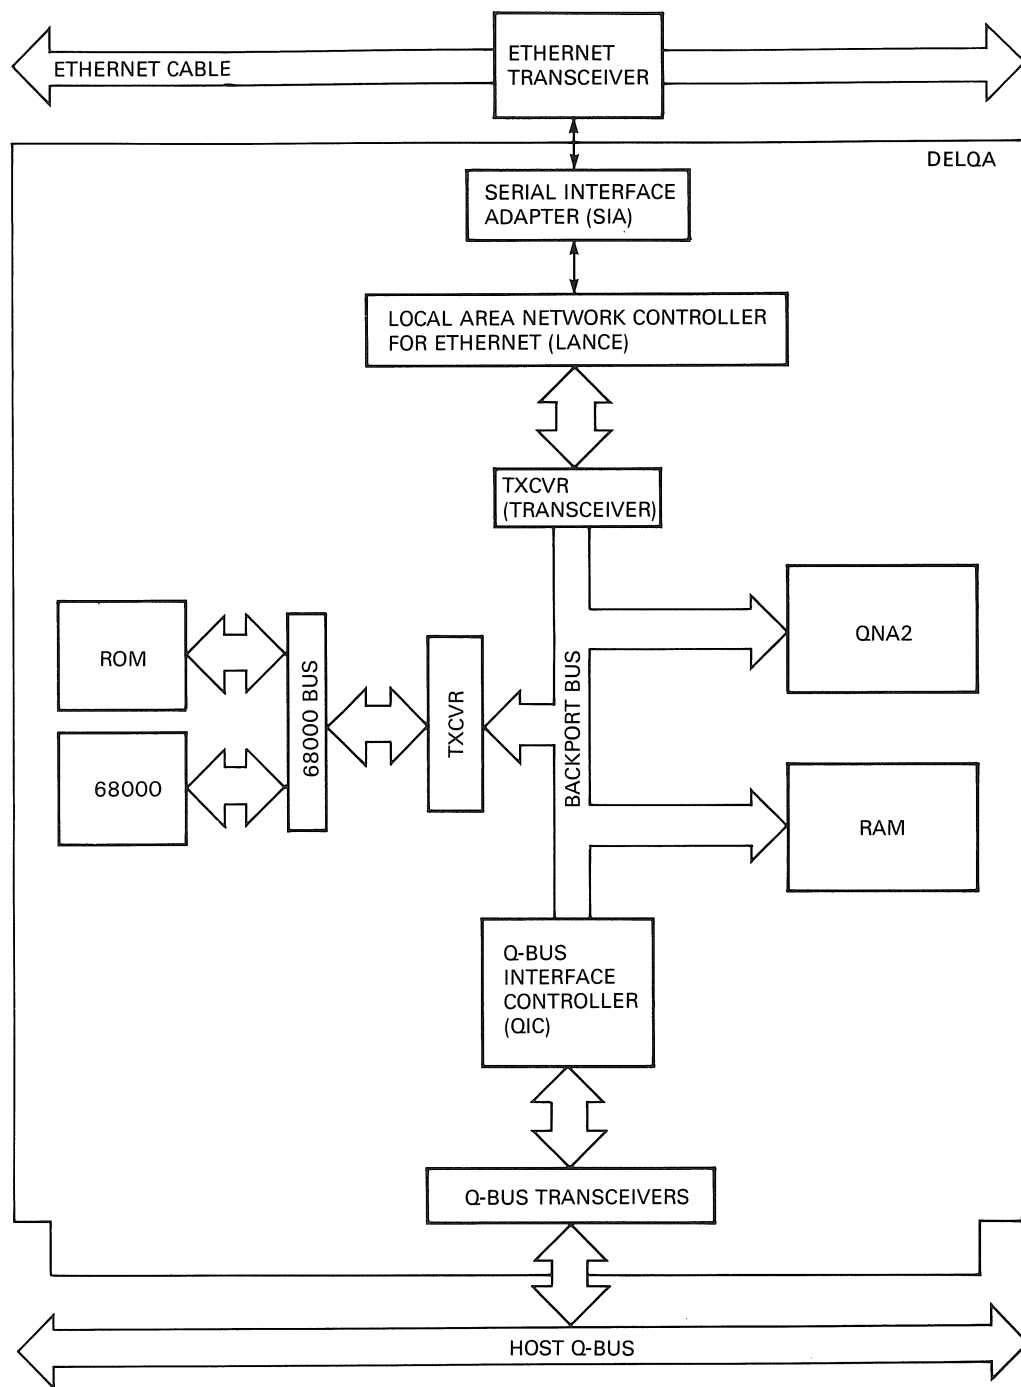 ETHERNET
TRANSCEIVER
ETHERNET CABLE
DELQA
SERIAL INTERFACE
ADAPTER (SIA)
LOCAL AREA NETWORK CONTROLLER
FOR ETHERNET (LANCE)
TXCVR
(TRANSCEIVER)
ROM
68000
68000 BUS
TXCVR
BACKPORT BUS
QNA2
RAM
Q-BUS
INTERFACE
CONTROLLER
(QIC)
Q-BUS TRANSCEIVERS
HOST Q-BUS